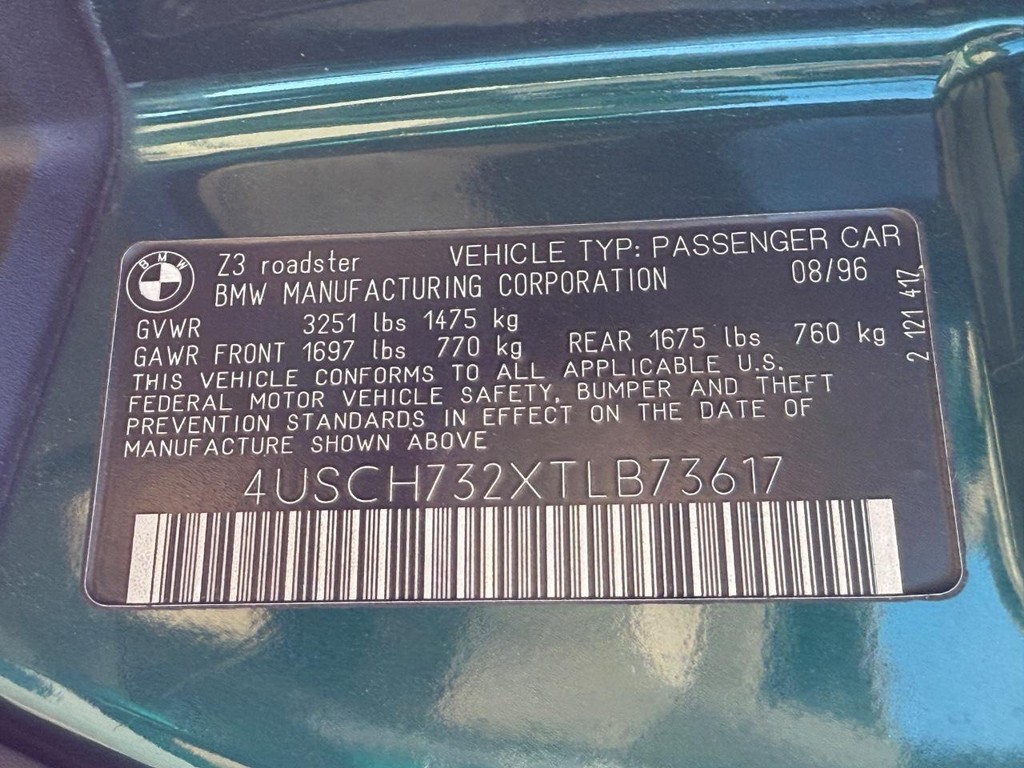 BMW
Z3 roadster VEHICLE TYP: PASSENGER CAR
BMW MANUFACTURING CORPORATION 08/96
GVWR 3251 lbs 1475 kg
GAWR FRONT 1697 lbs 770 kg REAR 1675 lbs 760 kg
2 121 417
THIS VEHICLE CONFORMS TO ALL APPLICABLE U.S.
FEDERAL MOTOR VEHICLE SAFETY, BUMPER AND THEFT
PREVENTION STANDARDS IN EFFECT ON THE DATE OF
MANUFACTURE SHOWN ABOVE
4USCH732XTLB73617